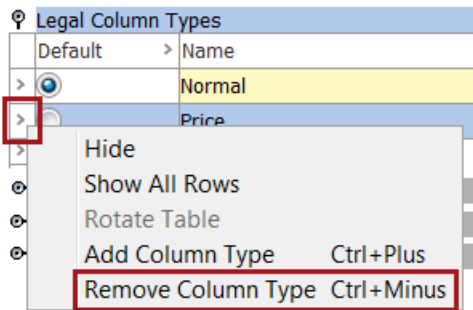 Legal Column Types
Default > Name
> Normal
> Price
>
Hide
Show All Rows
Rotate Table
Add Column Type Ctrl+Plus
Remove Column Type Ctrl+Minus